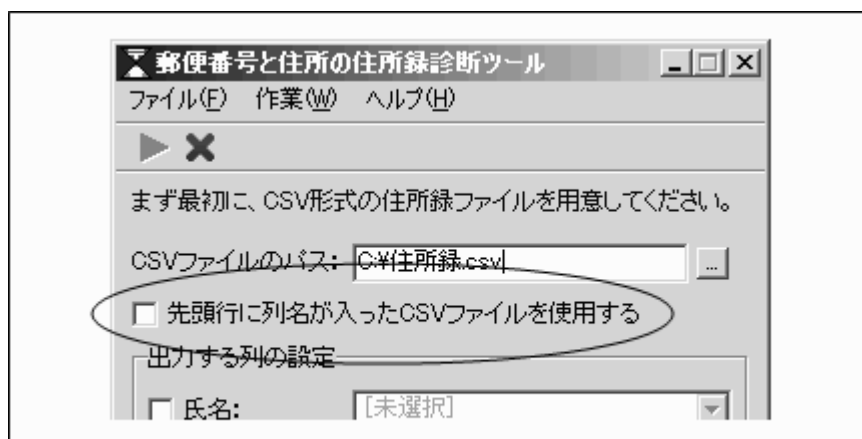 郵便番号と住所の住所録診断ツール
ファイル(F) 作業(W) ヘルプ(H)
まず最初に、CSV形式の住所録ファイルを用意してください。
CSVファイルのパス: C:¥住所録.csv ...
先頭行に列名が入ったCSVファイルを使用する
出力する列の設定
氏名: [未選択]